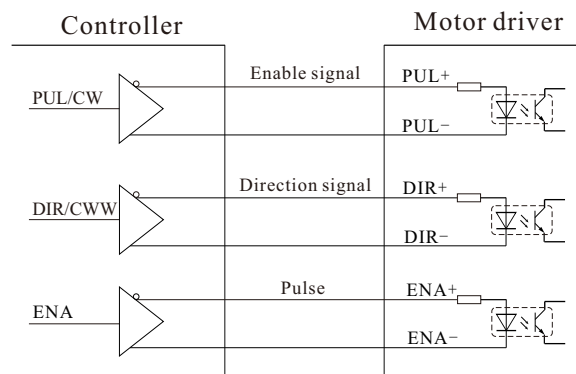 Controller
Motor driver
PUL/CW
Enable signal
PUL+
PUL−
DIR/CWW
Direction signal
DIR+
DIR−
ENA
Pulse
ENA+
ENA−